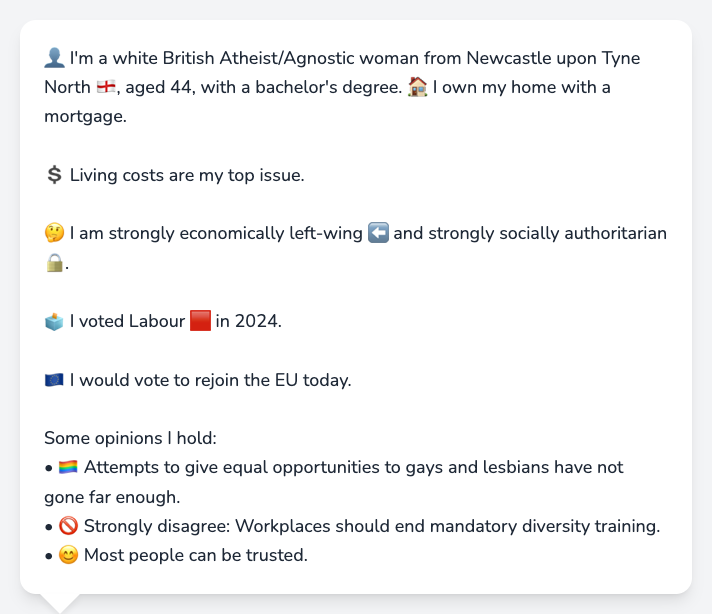 👤 I'm a white British Atheist/Agnostic woman from Newcastle upon Tyne
North 🏴󠁧󠁢󠁥󠁮󠁧󠁿, aged 44, with a bachelor's degree. 🏠 I own my home with a
mortgage.
💲 Living costs are my top issue.
🤔 I am strongly economically left-wing ⬅️ and strongly socially authoritarian
🔒.
🗳️ I voted Labour 🟥 in 2024.
🇪🇺 I would vote to rejoin the EU today.
Some opinions I hold:
• 🏳️‍🌈 Attempts to give equal opportunities to gays and lesbians have not
gone far enough.
• 🚫 Strongly disagree: Workplaces should end mandatory diversity training.
• 😊 Most people can be trusted.